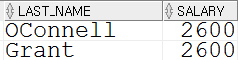 LAST_NAME SALARY
OConnell 2600
Grant 2600